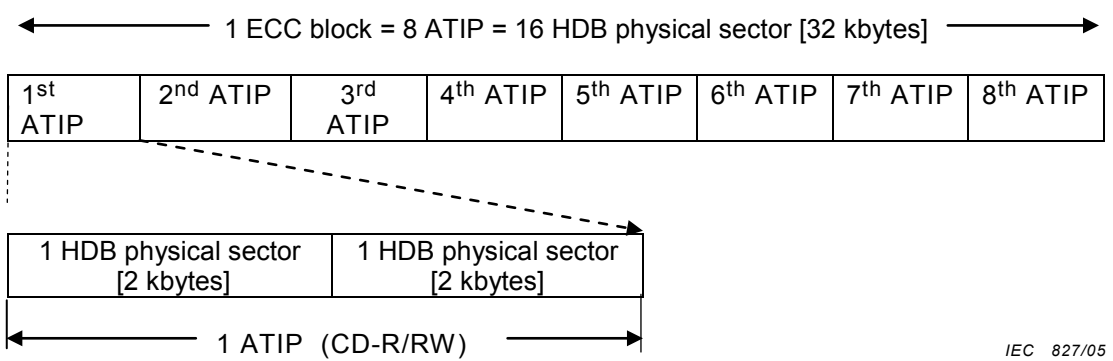 1 ECC block = 8 ATIP = 16 HDB physical sector [32 kbytes]
1st ATIP 2nd ATIP 3rd ATIP 4th ATIP 5th ATIP 6th ATIP 7th ATIP 8th ATIP
1 HDB physical sector 1 HDB physical sector
[2 kbytes] [2 kbytes]
1 ATIP (CD-R/RW)
IEC 827/05